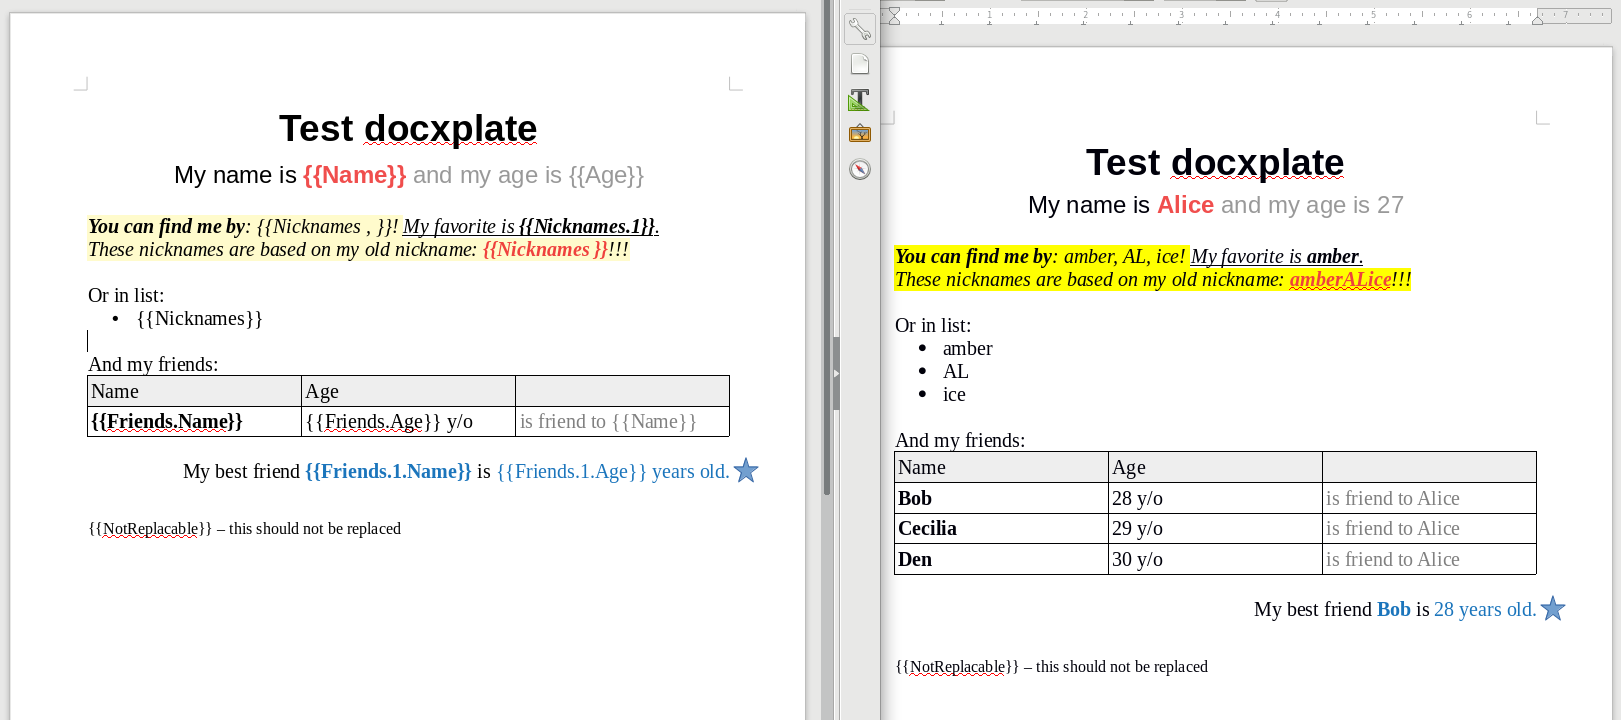 Test docxplate
My name is {{Name}} and my age is {{Age}}
You can find me by: {{Nicknames , }}! My favorite is {{Nicknames.1}}.
These nicknames are based on my old nickname: {{Nicknames }}!!!
Or in list:
• {{Nicknames}}
And my friends:
Name Age
{{Friends.Name}} {{Friends.Age}} y/o is friend to {{Name}}
My best friend {{Friends.1.Name}} is {{Friends.1.Age}} years old.
{{NotReplacable}} – this should not be replaced
1 2 3 4 5 6 7
Test docxplate
My name is Alice and my age is 27
You can find me by: amber, AL, ice! My favorite is amber.
These nicknames are based on my old nickname: amberALice!!!
Or in list:
• amber
• AL
• ice
And my friends:
Name Age
Bob 28 y/o is friend to Alice
Cecilia 29 y/o is friend to Alice
Den 30 y/o is friend to Alice
My best friend Bob is 28 years old.
{{NotReplacable}} – this should not be replaced